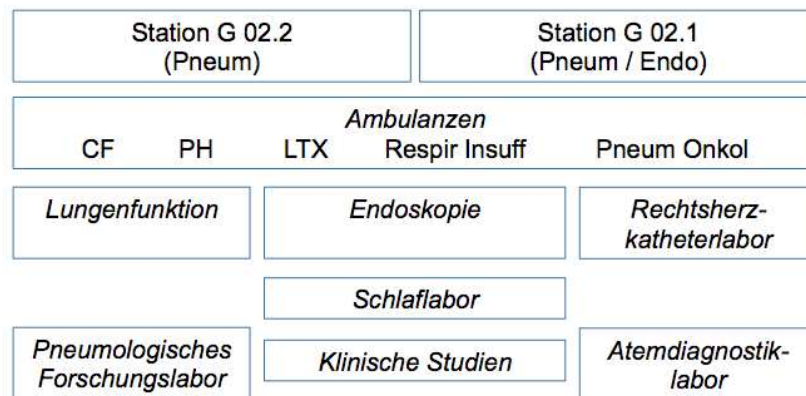 Station G 02.2
(Pneum)
Station G 02.1
(Pneum / Endo)
Ambulanzen
CF PH LTX Respir Insuff Pneum Onkol
Lungenfunktion
Endoskopie
Rechtsherz-
katheterlabor
Schlaflabor
Pneumologisches
Forschungslabor
Klinische Studien
Atemdiagnostik-
labor